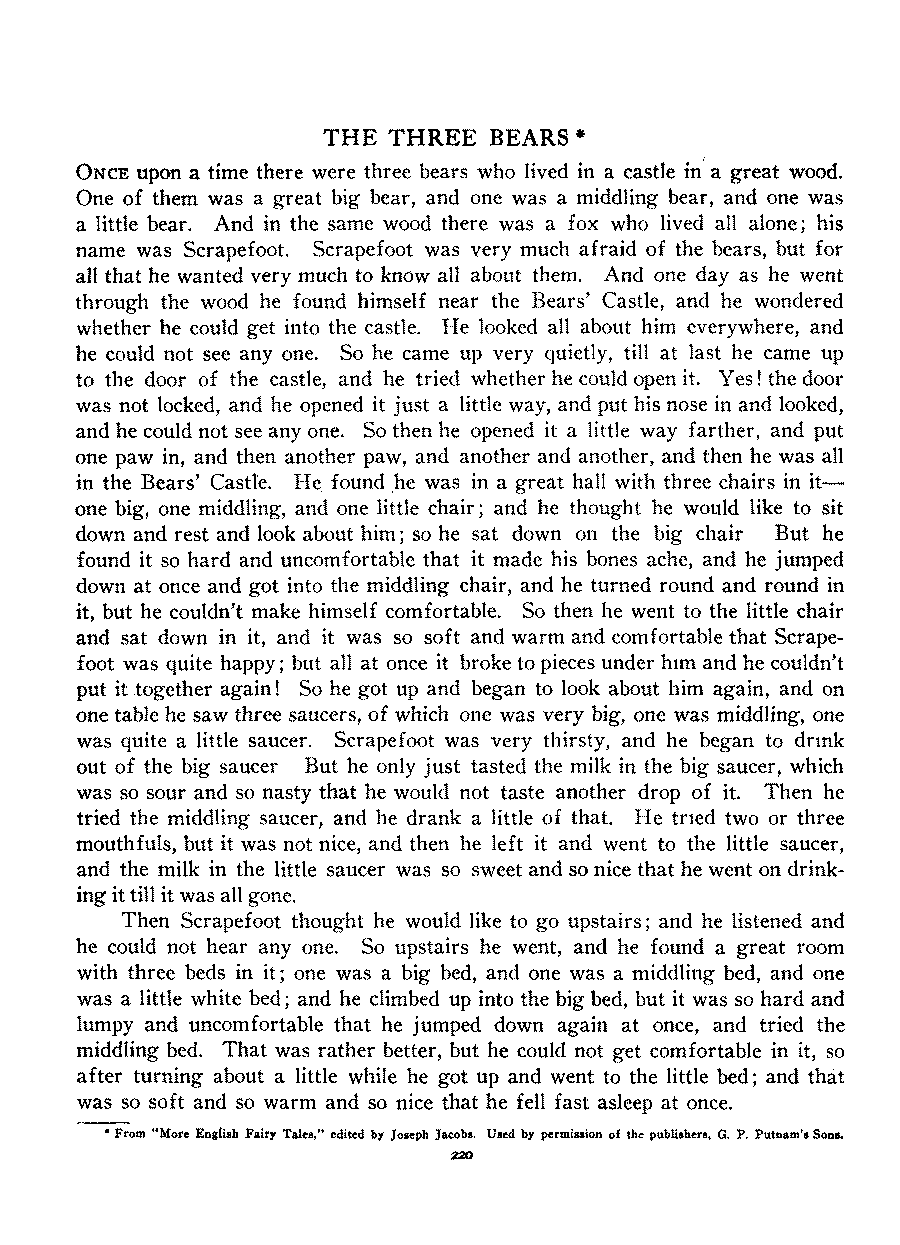 THE THREE BEARS *
ONCE upon a time there were three bears who lived in a castle in a great wood.
One of them was a great big bear, and one was a middling bear, and one was
a little bear. And in the same wood there was a fox who lived all alone; his
name was Scrapefoot. Scrapefoot was very much afraid of the bears, but for
all that he wanted very much to know all about them. And one day as he went
through the wood he found himself near the Bears' Castle, and he wondered
whether he could get into the castle. He looked all about him everywhere, and
he could not see any one. So he came up very quietly, till at last he came up
to the door of the castle, and he tried whether he could open it. Yes! the door
was not locked, and he opened it just a little way, and put his nose in and looked,
and he could not see any one. So then he opened it a little way farther, and put
one paw in, and then another paw, and another and another, and then he was all
in the Bears' Castle. He found he was in a great hall with three chairs in it—
one big, one middling, and one little chair; and he thought he would like to sit
down and rest and look about him; so he sat down on the big chair But he
found it so hard and uncomfortable that it made his bones ache, and he jumped
down at once and got into the middling chair, and he turned round and round in
it, but he couldn't make himself comfortable. So then he went to the little chair
and sat down in it, and it was so soft and warm and comfortable that Scrape-
foot was quite happy; but all at once it broke to pieces under him and he couldn't
put it together again! So he got up and began to look about him again, and on
one table he saw three saucers, of which one was very big, one was middling, one
was quite a little saucer. Scrapefoot was very thirsty, and he began to drink
out of the big saucer But he only just tasted the milk in the big saucer, which
was so sour and so nasty that he would not taste another drop of it. Then he
tried the middling saucer, and he drank a little of that. He tried two or three
mouthfuls, but it was not nice, and then he left it and went to the little saucer,
and the milk in the little saucer was so sweet and so nice that he went on drink-
ing it till it was all gone.
Then Scrapefoot thought he would like to go upstairs; and he listened and
he could not hear any one. So upstairs he went, and he found a great room
with three beds in it; one was a big bed, and one was a middling bed, and one
was a little white bed; and he climbed up into the big bed, but it was so hard and
lumpy and uncomfortable that he jumped down again at once, and tried the
middling bed. That was rather better, but he could not get comfortable in it, so
after turning about a little while he got up and went to the little bed; and that
was so soft and so warm and so nice that he fell fast asleep at once.
* From "More English Fairy Tales," edited by Joseph Jacobs. Used by permission of the publishers, G. P. Putnam's Sons.
220